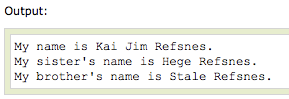 Output:
My name is Kai Jim Refsnes.
My sister's name is Hege Refsnes.
My brother's name is Stale Refsnes.